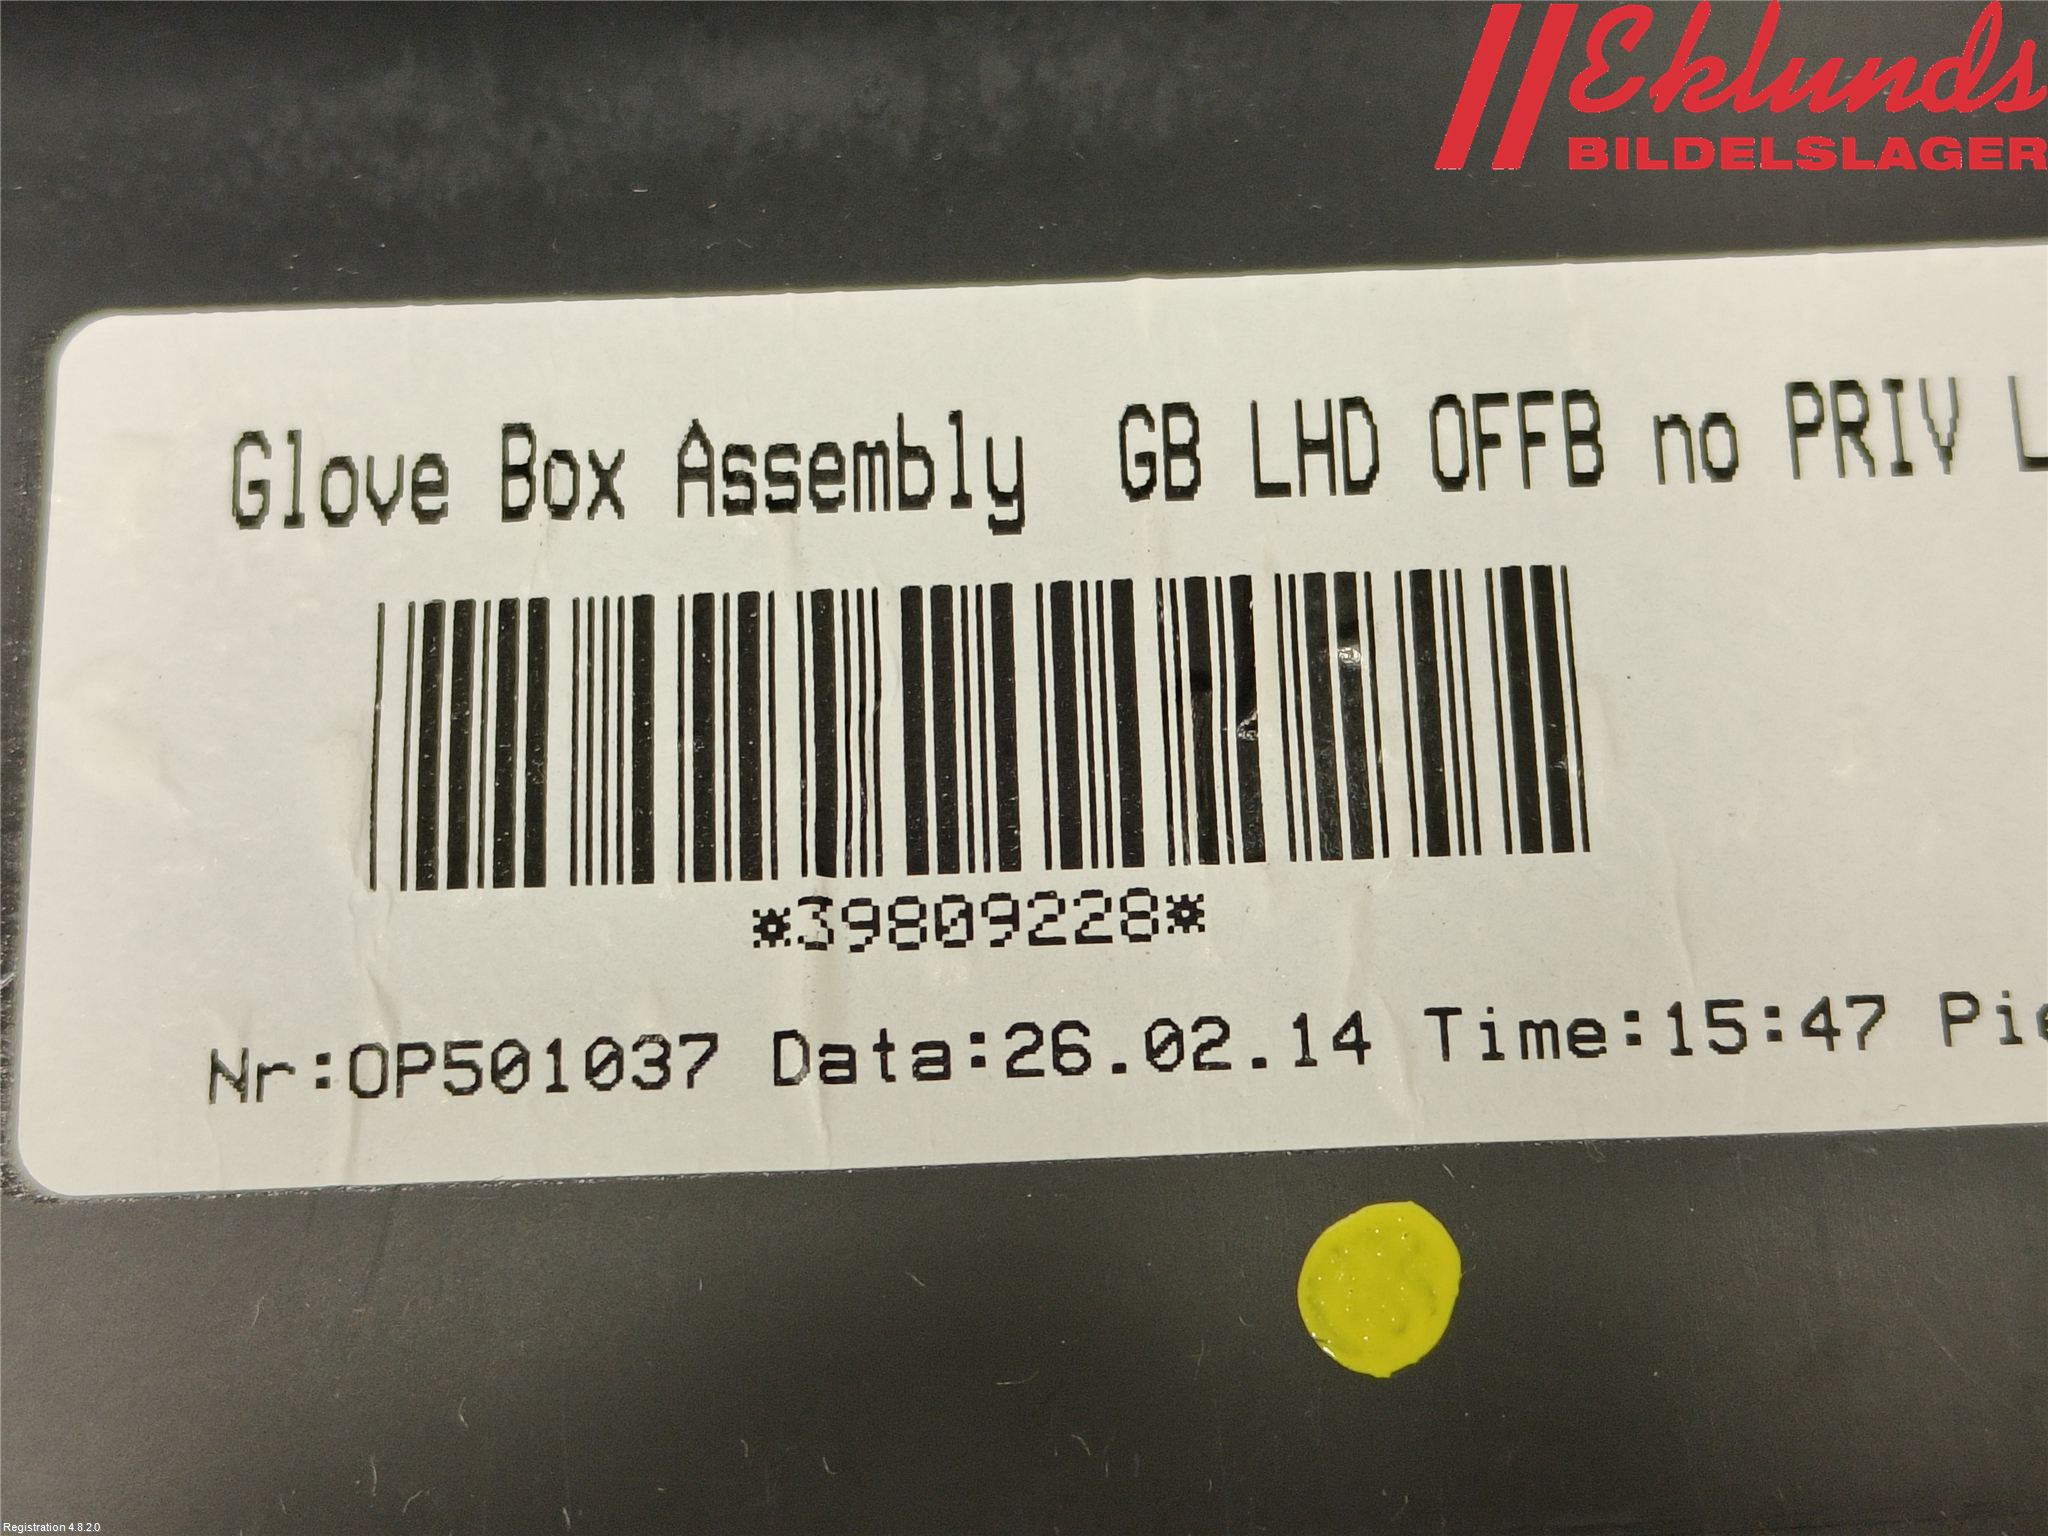 Eklunds
BILDELSLAGER
Glove Box Assembly GB LHD OFFB no PRIV L
*39809228*
Nr:OP501037 Data:26.02.14 Time:15:47 Pie
Registration 4.8.2.0